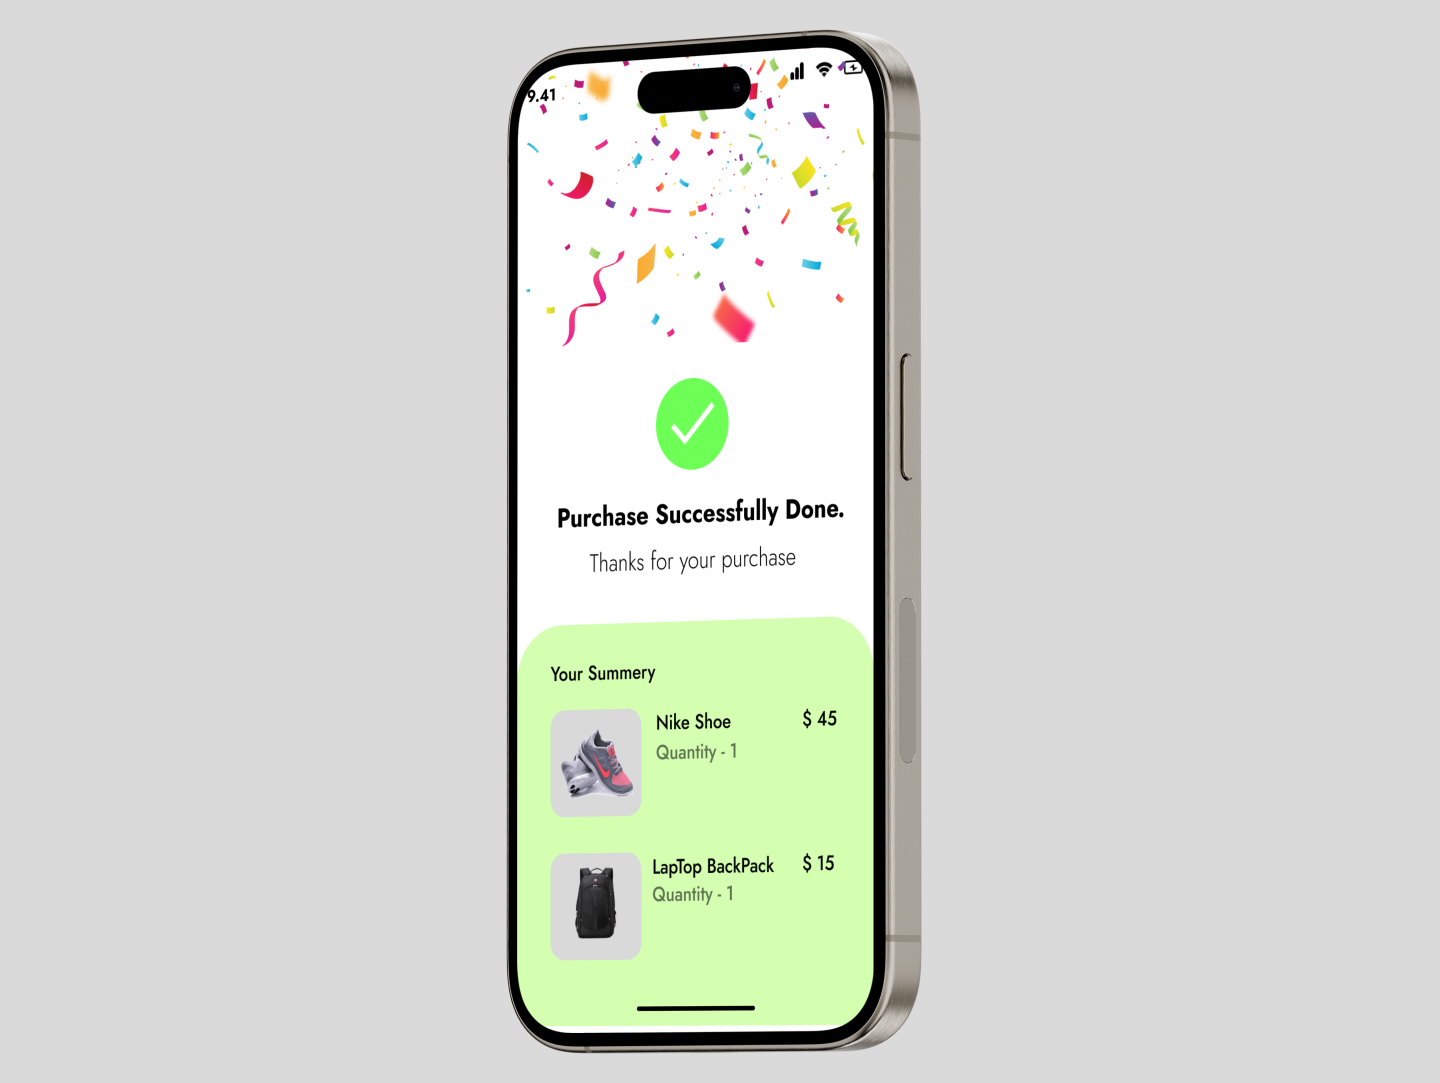 9.41
Purchase Successfully Done.
Thanks for your purchase
Your Summery
Nike Shoe $ 45
Quantity - 1
LapTop BackPack $ 15
Quantity - 1